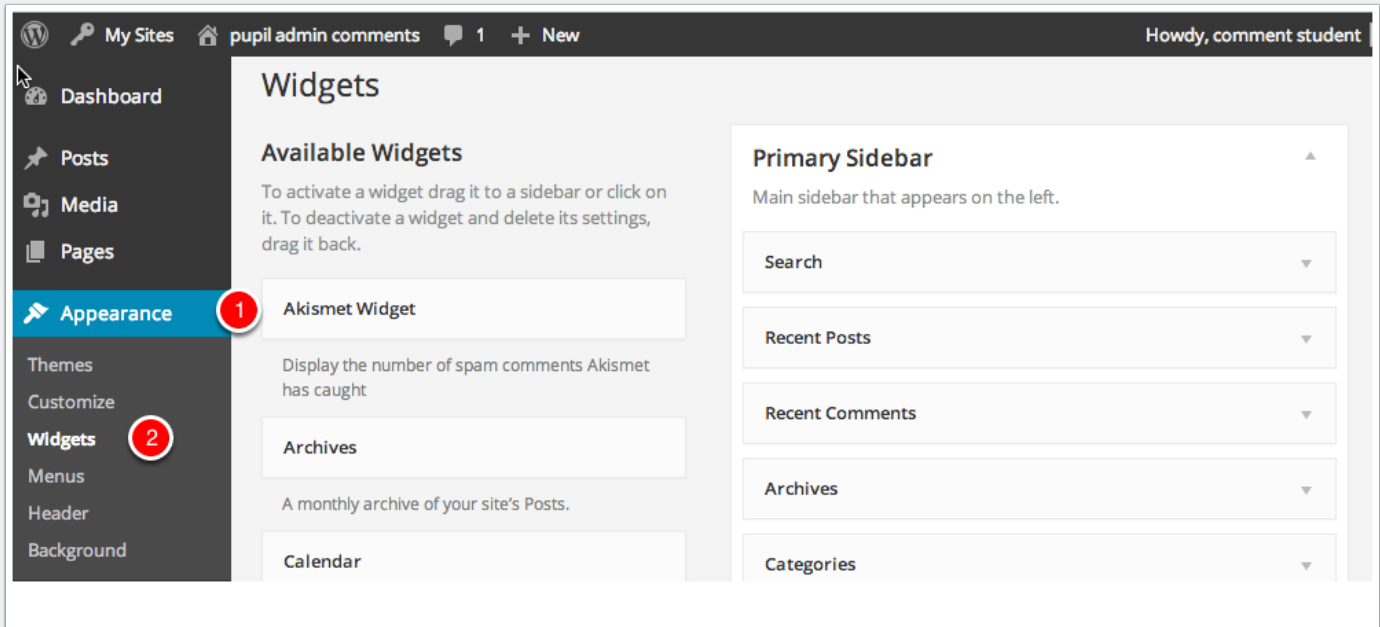 My Sites pupil admin comments 1 + New Howdy, comment student
Dashboard
Posts
Media
Pages
Appearance 1
Themes
Customize
Widgets 2
Menus
Header
Background
Widgets
Available Widgets
To activate a widget drag it to a sidebar or click on
it. To deactivate a widget and delete its settings,
drag it back.
Akismet Widget
Display the number of spam comments Akismet
has caught
Archives
A monthly archive of your site's Posts.
Calendar
Primary Sidebar
Main sidebar that appears on the left.
Search
Recent Posts
Recent Comments
Archives
Categories